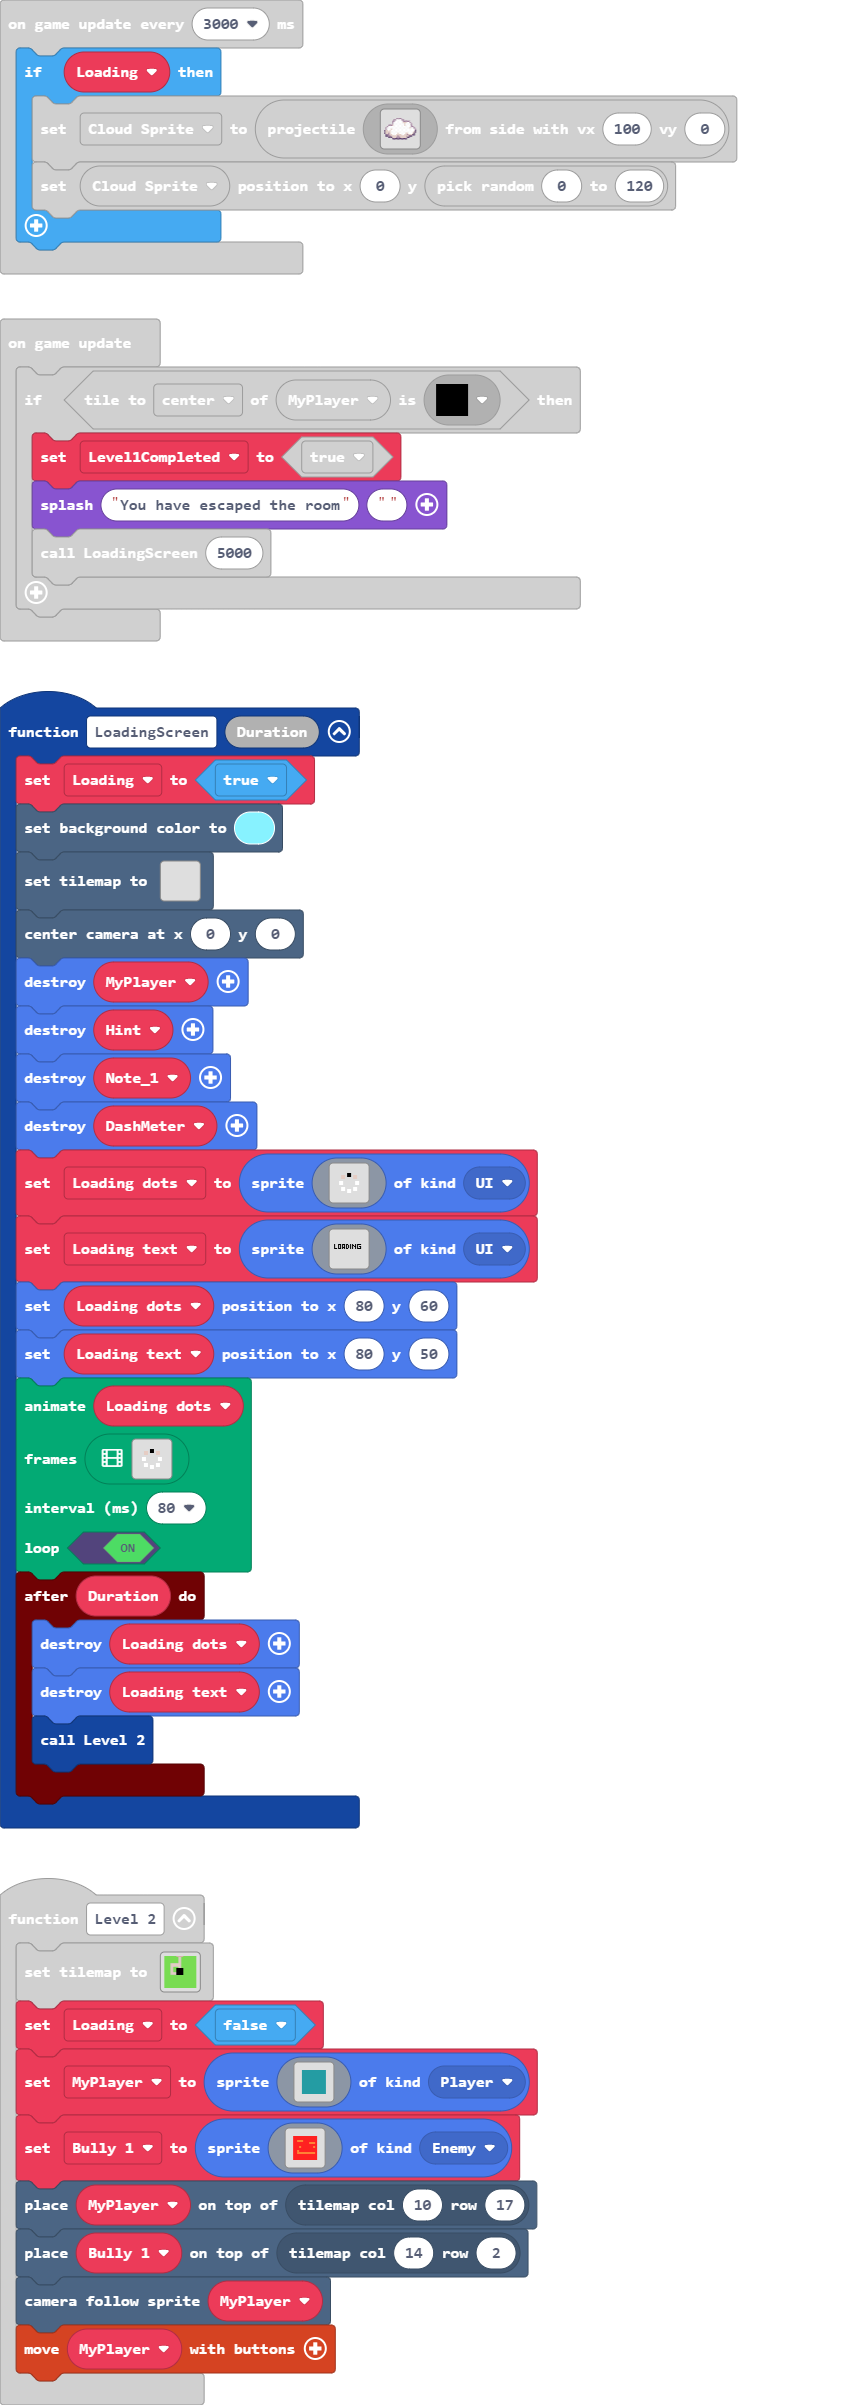 on game update every 3000 ms
if Loading then
set Cloud Sprite to projectile from side with vx 100 vy 0
set Cloud Sprite position to x 0 y pick random 0 to 120
on game update
if tile to center of MyPlayer is then
set Level1Completed to true
splash "You have escaped the room" " "
call LoadingScreen 5000
function LoadingScreen Duration
set Loading to true
set background color to
set tilemap to
center camera at x 0 y 0
destroy MyPlayer
destroy Hint
destroy Note_1
destroy DashMeter
set Loading dots to sprite of kind UI
set Loading text to sprite LOADING of kind UI
set Loading dots position to x 80 y 60
set Loading text position to x 80 y 50
animate Loading dots
frames
interval (ms) 80
loop ON
after Duration do
destroy Loading dots
destroy Loading text
call Level 2
function Level 2
set tilemap to
set Loading to false
set MyPlayer to sprite of kind Player
set Bully 1 to sprite of kind Enemy
place MyPlayer on top of tilemap col 10 row 17
place Bully 1 on top of tilemap col 14 row 2
camera follow sprite MyPlayer
move MyPlayer with buttons